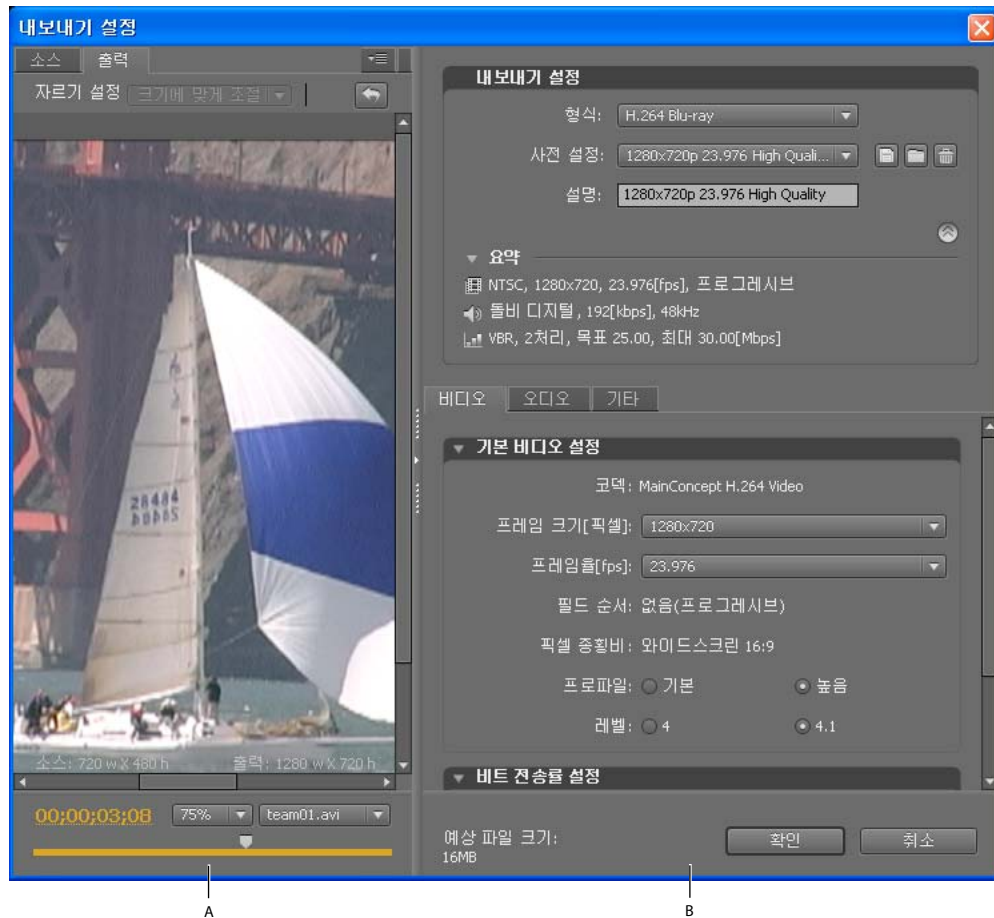 내보내기 설정
소스 출력
자르기 설정 크기에 맞게 조절
28484
소스: 720 w X 480 h 출력: 1280 w X 720 h
00;00;03;08 75% team01.avi
내보내기 설정
형식: H.264 Blu-ray
사전 설정: 1280x720p 23.976 High Quali...
설명: 1280x720p 23.976 High Quality
요약
NTSC, 1280x720, 23.976[fps], 프로그레시브
돌비 디지털, 192[kbps], 48kHz
VBR, 2처리, 목표 25.00, 최대 30.00[Mbps]
비디오 오디오 기타
기본 비디오 설정
코덱: MainConcept H.264 Video
프레임 크기[픽셀]: 1280x720
프레임율[fps]: 23.976
필드 순서: 없음(프로그레시브)
픽셀 종횡비: 와이드스크린 16:9
프로파일: 기본 높음
레벨: 4 4.1
비트 전송률 설정
예상 파일 크기:
16MB
확인 취소
A B